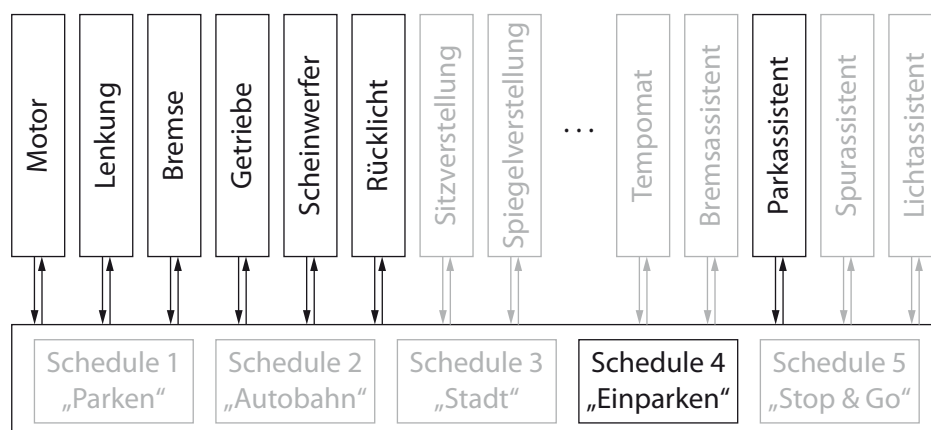 Motor
Lenkung
Bremse
Getriebe
Scheinwerfer
Rücklicht
Sitzverstellung
Spiegelverstellung
...
Tempomat
Bremsassistent
Parkassistent
Spurassistent
Lichtassistent
Schedule 1
„Parken“
Schedule 2
„Autobahn“
Schedule 3
„Stadt“
Schedule 4
„Einparken“
Schedule 5
„Stop & Go“